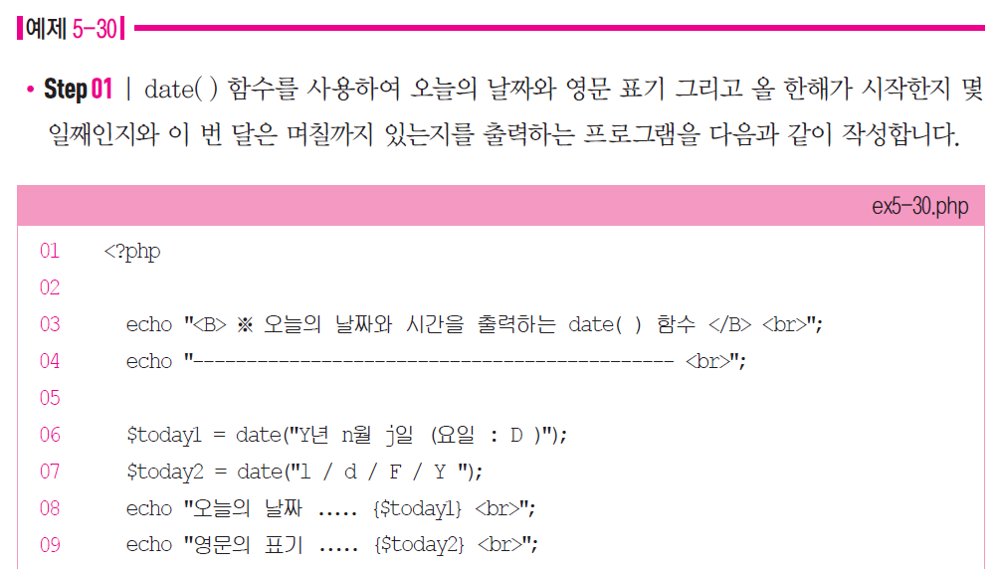 예제 5-30
• Step 01 | date( ) 함수를 사용하여 오늘의 날짜와 영문 표기 그리고 올 한해가 시작한지 몇
일째인지와 이 번 달은 며칠까지 있는지를 출력하는 프로그램을 다음과 같이 작성합니다.
ex5-30.php
01 <?php
02
03 echo "<B> ※ 오늘의 날짜와 시간을 출력하는 date( ) 함수 </B> <br>";
04 echo "--------------------------------------------- <br>";
05
06 $today1 = date("Y년 n월 j일 (요일 : D )");
07 $today2 = date("l / d / F / Y ");
08 echo "오늘의 날짜 ..... {$today1} <br>";
09 echo "영문의 표기 ..... {$today2} <br>";